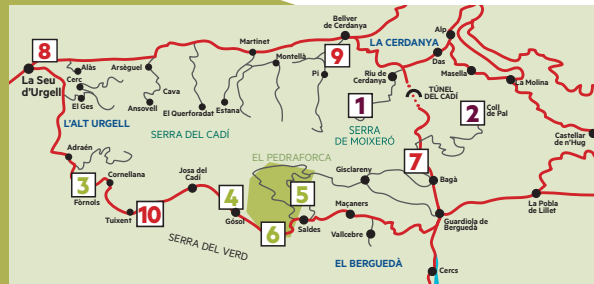 Bellver
de Cerdanya
Alp
Martinet
LA CERDANYA
8
9
Das
Montellà
Alàs
Arsèguel
La Seu
d'Urgell
Pi
Riu de
Cerdanya
Masella
La Molina
Cerc
Cava
TÚNEL
DEL CADÍ
El Ges
Ansovell
El Querforadat
Estana
1
2
Coll
de Pal
L'ALT URGELL
SERRA DEL CADÍ
SERRA
DE MOIXERÓ
Castellar
de n'Hug
Adraén
EL PEDRAFORCA
7
Cornellana
Josa del
Cadí
Gisclareny
Bagà
3
4
5
Fórnols
Maçaners
La Pobla
de Lillet
Tuixent
10
Gósol
6
Saldes
Guardiola de
Berguedà
Vallcebre
SERRA DEL VERD
EL BERGUEDÀ
Cercs